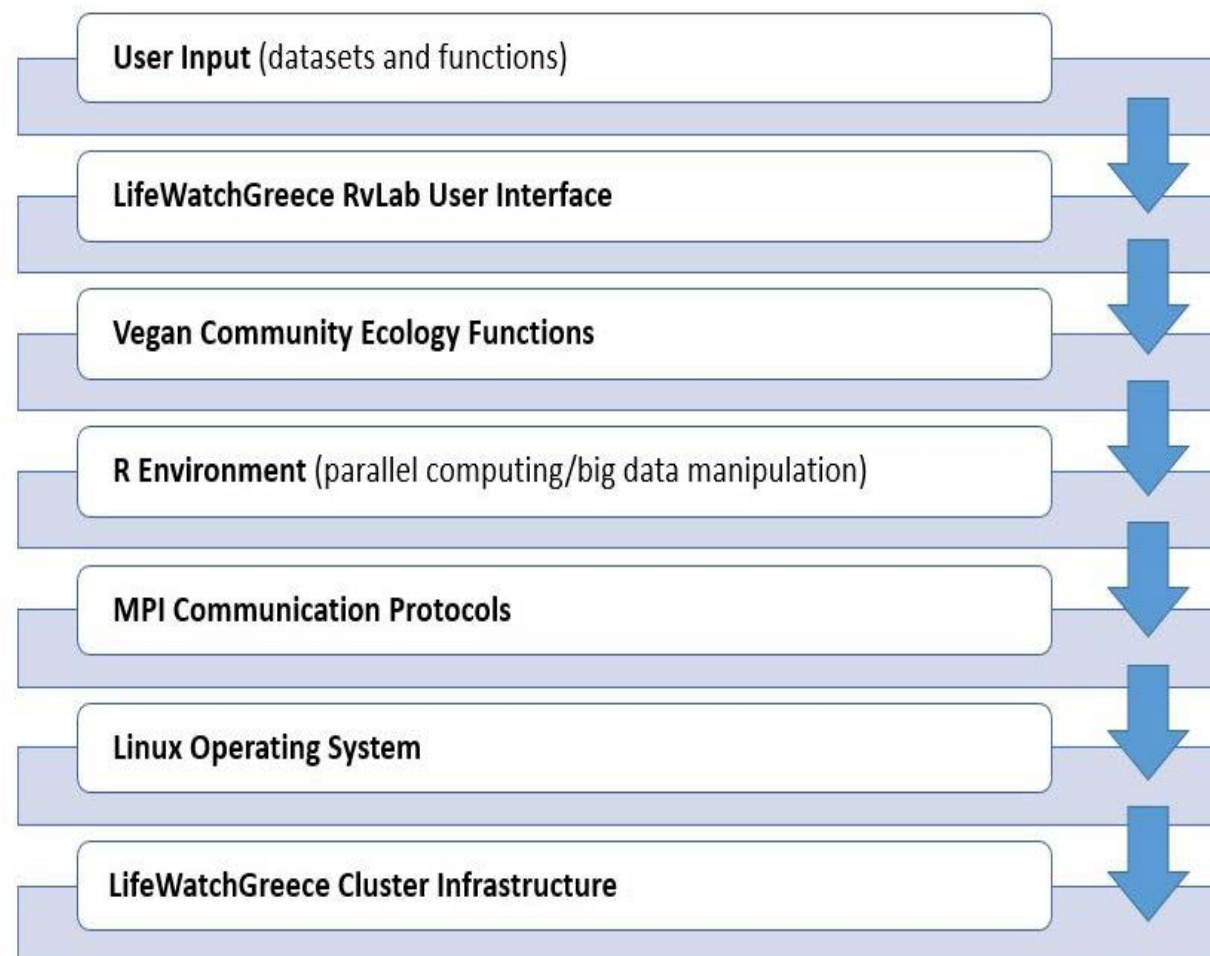 User Input (datasets and functions)
LifeWatchGreece RvLab User Interface
Vegan Community Ecology Functions
R Environment (parallel computing/big data manipulation)
MPI Communication Protocols
Linux Operating System
LifeWatchGreece Cluster Infrastructure